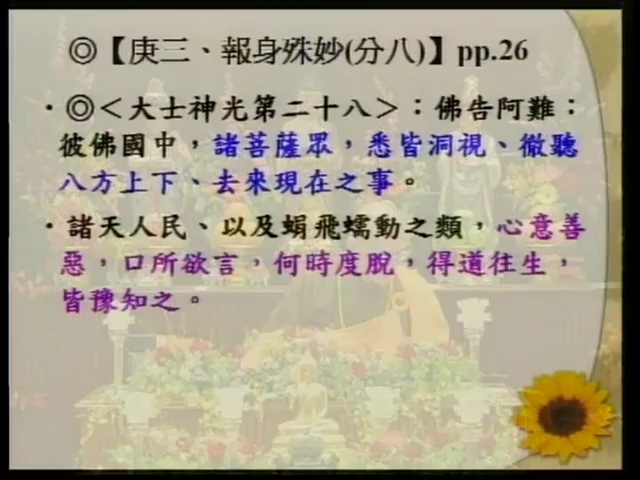 ◎【庚三、報身殊妙(分八)】pp.26
·◎＜大士神光第二十八＞：佛告阿難：
彼佛國中，諸菩薩眾，悉皆洞視、徹聽
八方上下、去來現在之事。
·諸天人民、以及蜎飛蠕動之類，心意善
惡，口所欲言，何時度脫，得道往生，
皆豫知之。